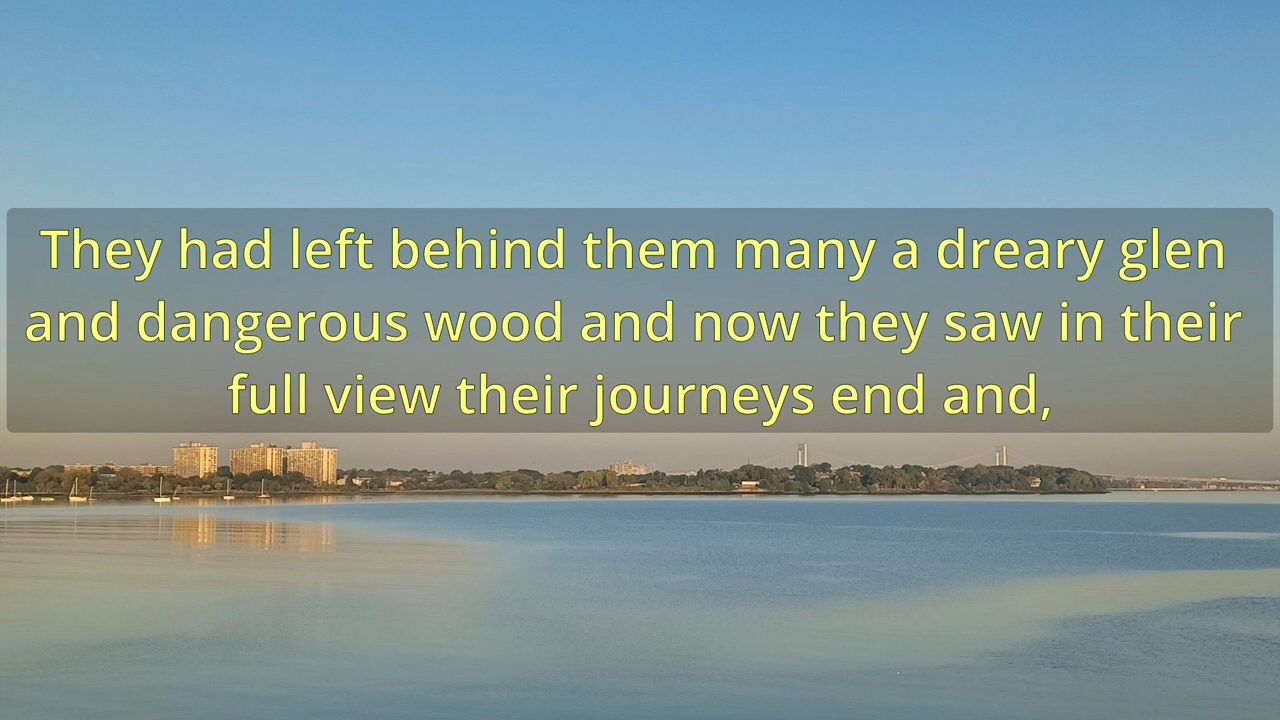 They had left behind them many a dreary glen
and dangerous wood and now they saw in their
full view their journeys end and,